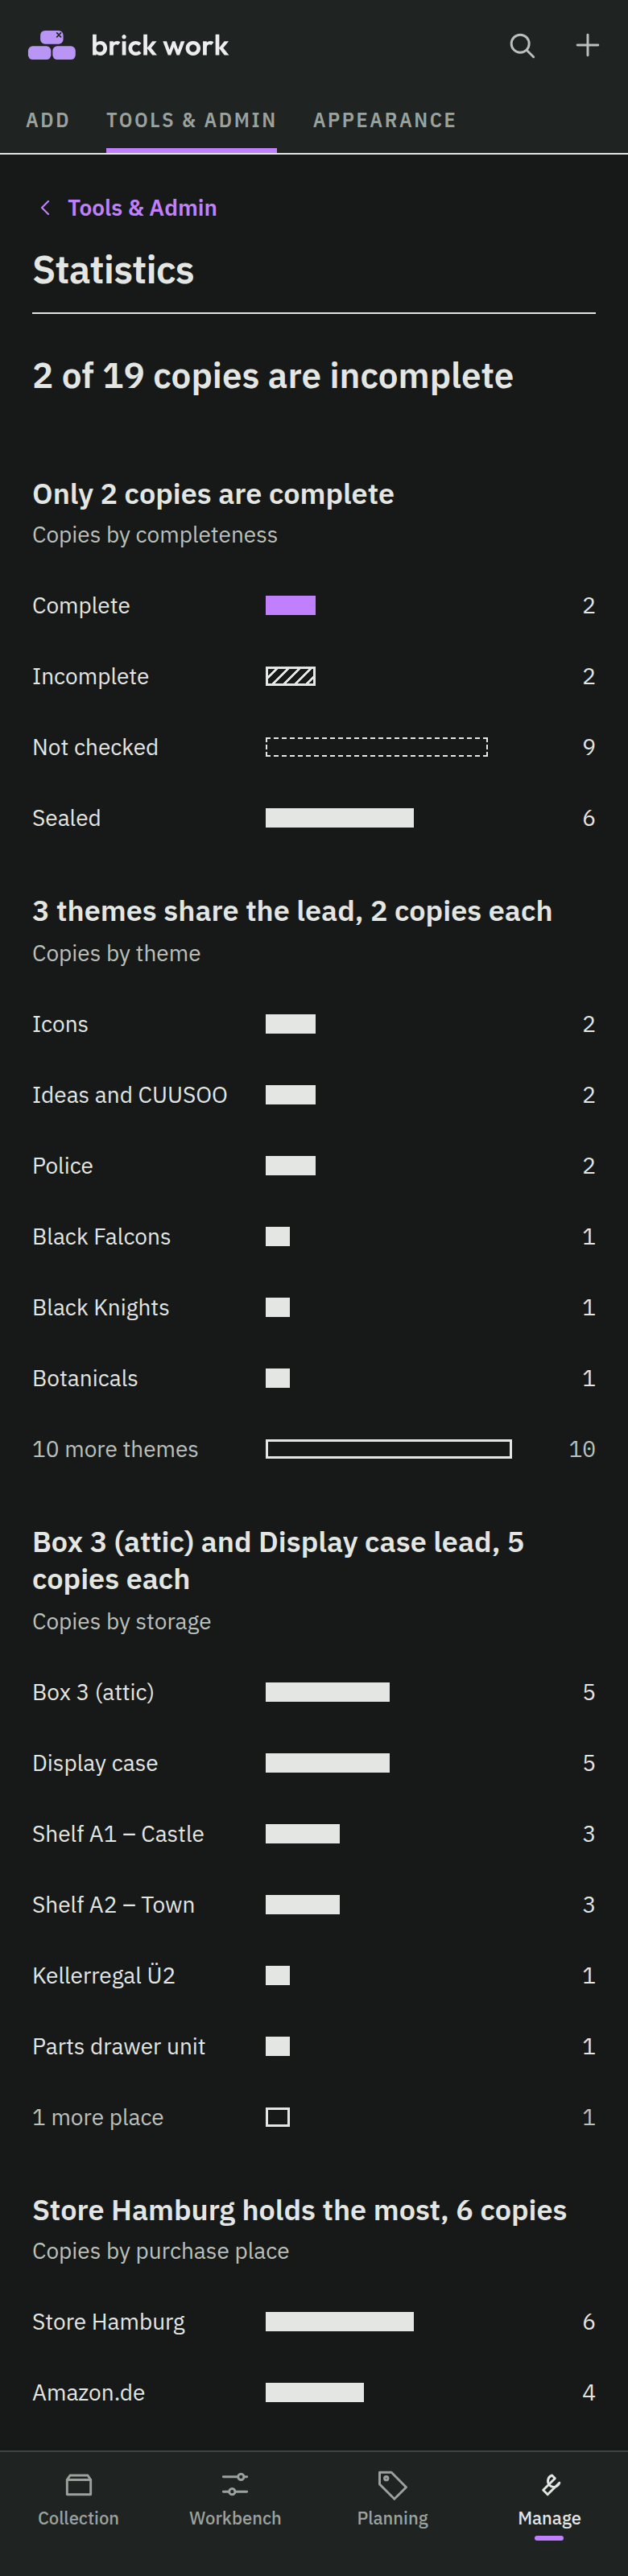 brick work
ADD TOOLS & ADMIN APPEARANCE
Tools & Admin
Statistics
2 of 19 copies are incomplete
Only 2 copies are complete
Copies by completeness
Complete 2
Incomplete 2
Not checked 9
Sealed 6
3 themes share the lead, 2 copies each
Copies by theme
Icons 2
Ideas and CUUSOO 2
Police 2
Black Falcons 1
Black Knights 1
Botanicals 1
10 more themes 10
Box 3 (attic) and Display case lead, 5
copies each
Copies by storage
Box 3 (attic) 5
Display case 5
Shelf A1 – Castle 3
Shelf A2 – Town 3
Kellerregal Ü2 1
Parts drawer unit 1
1 more place 1
Store Hamburg holds the most, 6 copies
Copies by purchase place
Store Hamburg 6
Amazon.de 4
Collection Workbench Planning Manage